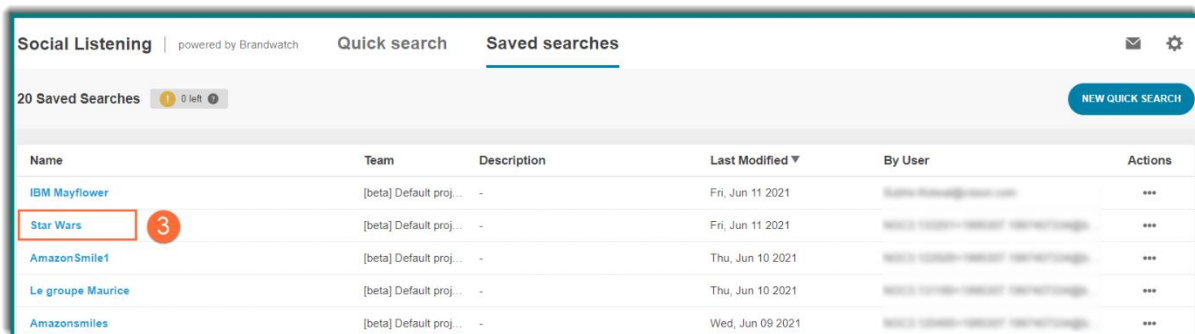 Social Listening | powered by Brandwatch Quick search Saved searches
20 Saved Searches ! 0 left ? NEW QUICK SEARCH
Name Team Description Last Modified ▼ By User Actions
IBM Mayflower [beta] Default proj... - Fri, Jun 11 2021 •••
Star Wars 3 [beta] Default proj... - Fri, Jun 11 2021 •••
AmazonSmile1 [beta] Default proj... - Thu, Jun 10 2021 •••
Le groupe Maurice [beta] Default proj... - Thu, Jun 10 2021 •••
Amazonsmiles [beta] Default proj... - Wed, Jun 09 2021 •••